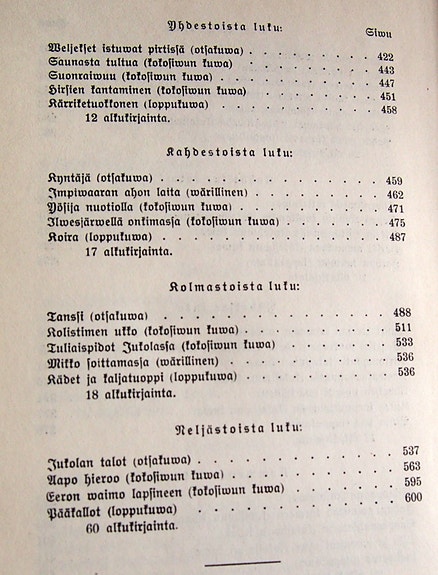 Yhdestoista luku:
Siwu
Weljekset istuwat pirtissä (otsakuwa) . . . . . . . . . 422
Saunasta tultua (kokosiwun kuwa) . . . . . . . . . 443
Suonraiwuu (kokosiwun kuwa) . . . . . . . . . . 447
Hirsien kantaminen (kokosiwun kuwa) . . . . . . . . 451
Kärriketuokkonen (loppukuwa) . . . . . . . . . . 458
12 alkukirjainta.
Kahdestoista luku:
Kyntäjä (otsakuwa) . . . . . . . . . . . . . 459
Impiwaaran ahon laita (wärillinen) . . . . . . . . . 462
Yösija nuotiolla (kokosiwun kuwa) . . . . . . . . . 471
Ilwesjärwellä onkimassa (kokosiwun kuwa) . . . . . . . 475
Koira (loppukuwa) . . . . . . . . . . . . . 487
17 alkukirjainta.
Kolmastoista luku:
Tanssi (otsakuwa) . . . . . . . . . . . . . 488
Kolistimen ukko (kokosiwun kuwa) . . . . . . . . . 511
Tuliaispidot Jukolassa (kokosiwun kuwa) . . . . . . . 533
Mikko soittamassa (wärillinen) . . . . . . . . . . 536
Kädet ja kaljatuoppi (loppukuwa) . . . . . . . . . 536
18 alkukirjainta.
Neljästoista luku:
Jukolan talot (otsakuwa) . . . . . . . . . . . 537
Aapo hieroo (kokosiwun kuwa) . . . . . . . . . . 563
Eeron waimo lapsineen (kokosiwun kuwa) . . . . . . . 595
Pääkallot (loppukuwa) . . . . . . . . . . . . 600
60 alkukirjainta.